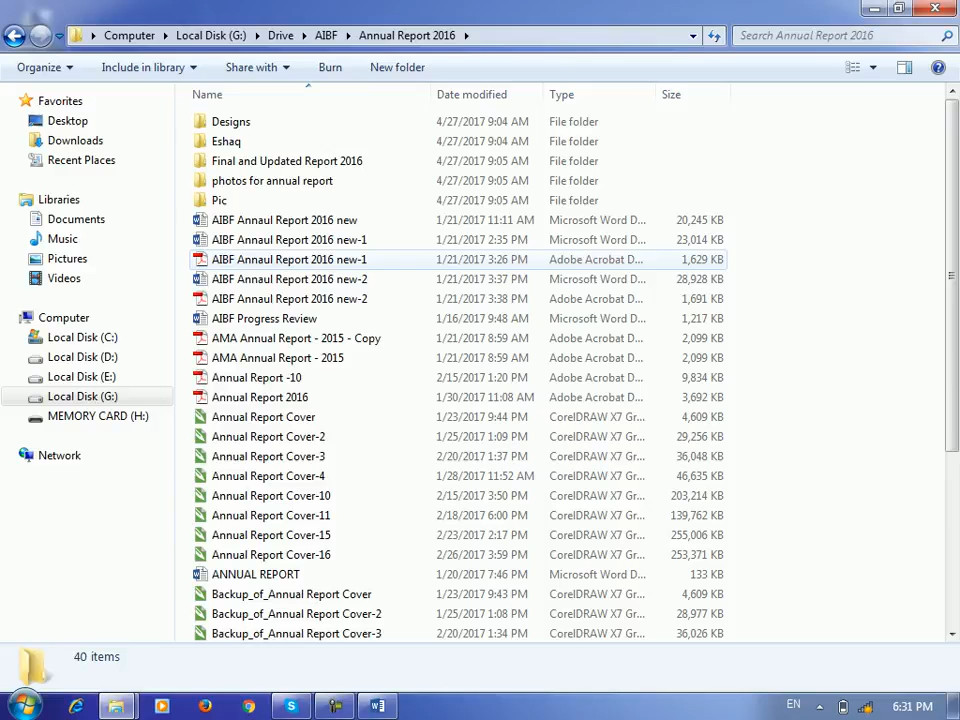 Computer Local Disk (G:) Drive AIBF Annual Report 2016 Search Annual Report 2016
Organize Include in library Share with Burn New folder
Name Date modified Type Size
Favorites
Desktop
Downloads
Recent Places
Libraries
Documents
Music
Pictures
Videos
Computer
Local Disk (C:)
Local Disk (D:)
Local Disk (E:)
Local Disk (G:)
MEMORY CARD (H:)
Network
Designs 4/27/2017 9:04 AM File folder
Eshaq 4/27/2017 9:04 AM File folder
Final and Updated Report 2016 4/27/2017 9:05 AM File folder
photos for annual report 4/27/2017 9:05 AM File folder
Pic 4/27/2017 9:05 AM File folder
AIBF Annaul Report 2016 new 1/21/2017 11:11 AM Microsoft Word D... 20,245 KB
AIBF Annaul Report 2016 new-1 1/21/2017 2:35 PM Microsoft Word D... 23,014 KB
AIBF Annaul Report 2016 new-1 1/21/2017 3:26 PM Adobe Acrobat D... 1,629 KB
AIBF Annaul Report 2016 new-2 1/21/2017 3:37 PM Microsoft Word D... 28,928 KB
AIBF Annaul Report 2016 new-2 1/21/2017 3:38 PM Adobe Acrobat D... 1,691 KB
AIBF Progress Review 1/16/2017 9:48 AM Microsoft Word D... 1,217 KB
AMA Annual Report - 2015 - Copy 1/21/2017 8:59 AM Adobe Acrobat D... 2,099 KB
AMA Annual Report - 2015 1/21/2017 8:59 AM Adobe Acrobat D... 2,099 KB
Annual Report -10 2/15/2017 1:20 PM Adobe Acrobat D... 9,834 KB
Annual Report 2016 1/30/2017 11:08 AM Adobe Acrobat D... 3,692 KB
Annual Report Cover 1/23/2017 9:44 PM CorelDRAW X7 Gr... 4,609 KB
Annual Report Cover-2 1/25/2017 1:09 PM CorelDRAW X7 Gr... 29,256 KB
Annual Report Cover-3 2/20/2017 1:37 PM CorelDRAW X7 Gr... 36,048 KB
Annual Report Cover-4 1/28/2017 11:52 AM CorelDRAW X7 Gr... 46,635 KB
Annual Report Cover-10 2/15/2017 3:50 PM CorelDRAW X7 Gr... 203,214 KB
Annual Report Cover-11 2/18/2017 6:00 PM CorelDRAW X7 Gr... 139,762 KB
Annual Report Cover-15 2/23/2017 2:17 PM CorelDRAW X7 Gr... 255,006 KB
Annual Report Cover-16 2/26/2017 3:59 PM CorelDRAW X7 Gr... 253,371 KB
ANNUAL REPORT 1/20/2017 7:46 PM Microsoft Word D... 133 KB
Backup_of_Annual Report Cover 1/23/2017 9:43 PM CorelDRAW X7 Gr... 4,609 KB
Backup_of_Annual Report Cover-2 1/25/2017 1:08 PM CorelDRAW X7 Gr... 28,977 KB
Backup_of_Annual Report Cover-3 2/20/2017 1:34 PM CorelDRAW X7 Gr... 36,026 KB
40 items
EN 6:31 PM